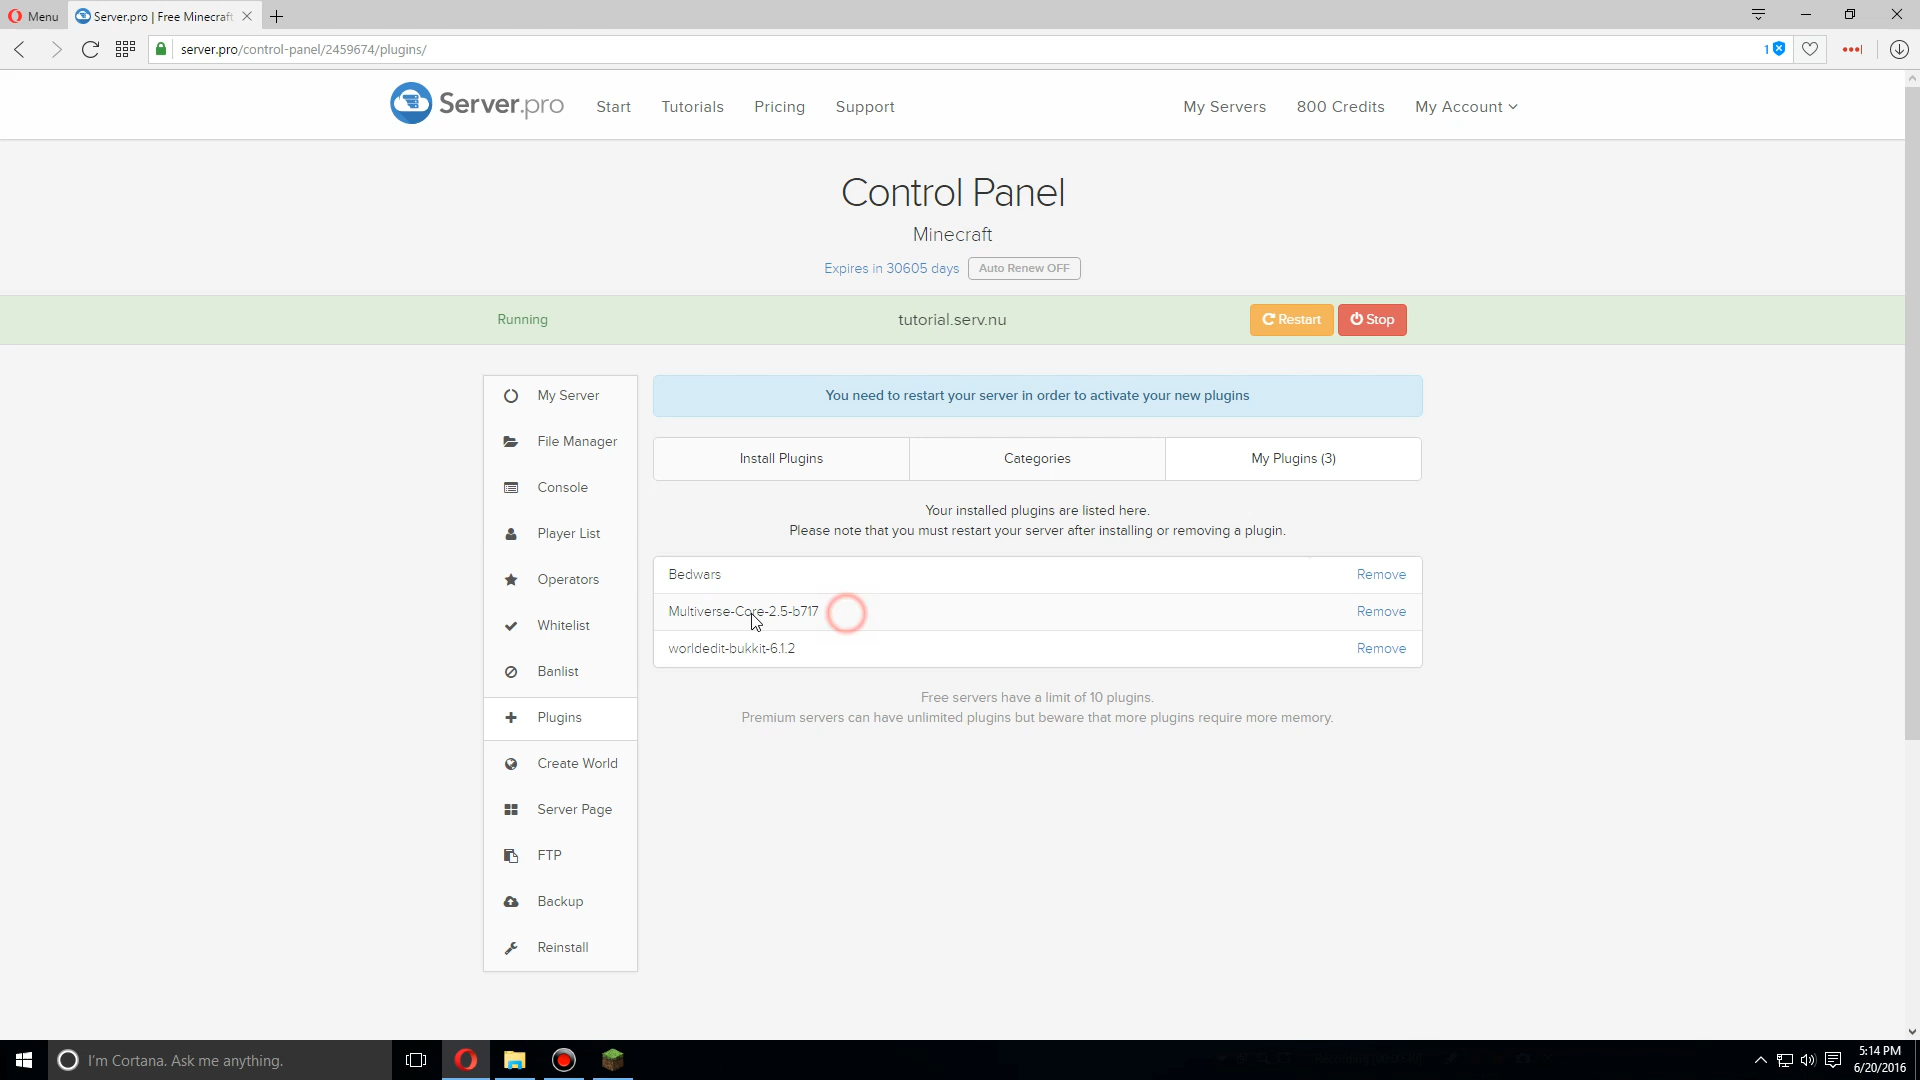 Menu
Server.pro | Free Minecraft
server.pro/control-panel/2459674/plugins/
1
Server.pro
Start
Tutorials
Pricing
Support
My Servers
800 Credits
My Account
Control Panel
Minecraft
Expires in 30605 days
Auto Renew OFF
Running
tutorial.serv.nu
Restart
Stop
My Server
File Manager
Console
Player List
Operators
Whitelist
Banlist
Plugins
Create World
Server Page
FTP
Backup
Reinstall
You need to restart your server in order to activate your new plugins
Install Plugins
Categories
My Plugins (3)
Your installed plugins are listed here.
Please note that you must restart your server after installing or removing a plugin.
Bedwars
Remove
Multiverse-Core-2.5-b717
Remove
worldedit-bukkit-6.1.2
Remove
Free servers have a limit of 10 plugins.
Premium servers can have unlimited plugins but beware that more plugins require more memory.
I'm Cortana. Ask me anything.
5:14 PM
6/20/2016